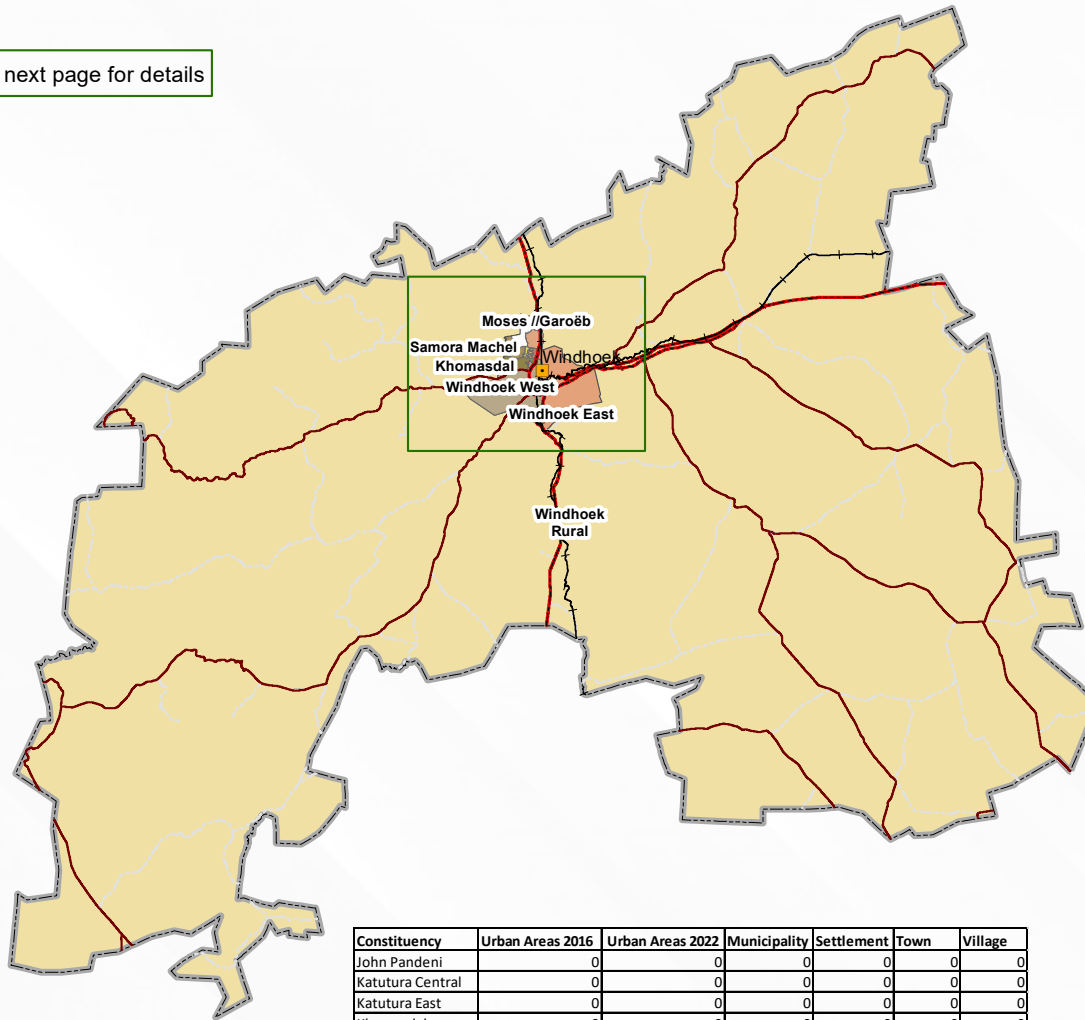 next page for details
Moses //Garoëb
Samora Machel
Windhoek
Khomasdal
Windhoek West
Windhoek East
Windhoek
Rural
Constituency Urban Areas 2016 Urban Areas 2022 Municipality Settlement Town Village
John Pandeni 0 0 0 0 0 0
Katutura Central 0 0 0 0 0 0
Katutura East 0 0 0 0 0 0